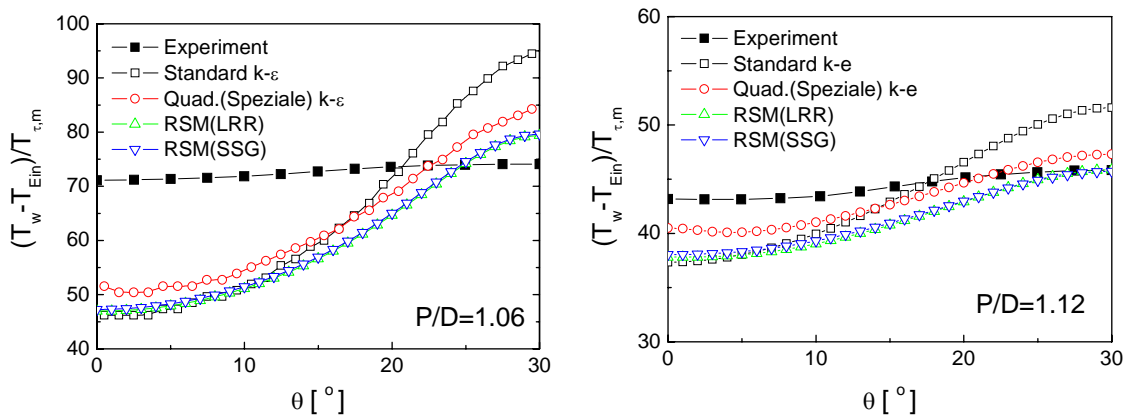 100
90
80
70
60
50
40
0
10
20
30
(T_w-T_Ein)/T_τ,m
θ [ ° ]
Experiment
Standard k-ε
Quad.(Speziale) k-ε
RSM(LRR)
RSM(SSG)
P/D=1.06
60
50
40
30
0
10
20
30
(T_w-T_Ein)/T_τ,m
θ [ ° ]
Experiment
Standard k-e
Quad.(Speziale) k-e
RSM(LRR)
RSM(SSG)
P/D=1.12